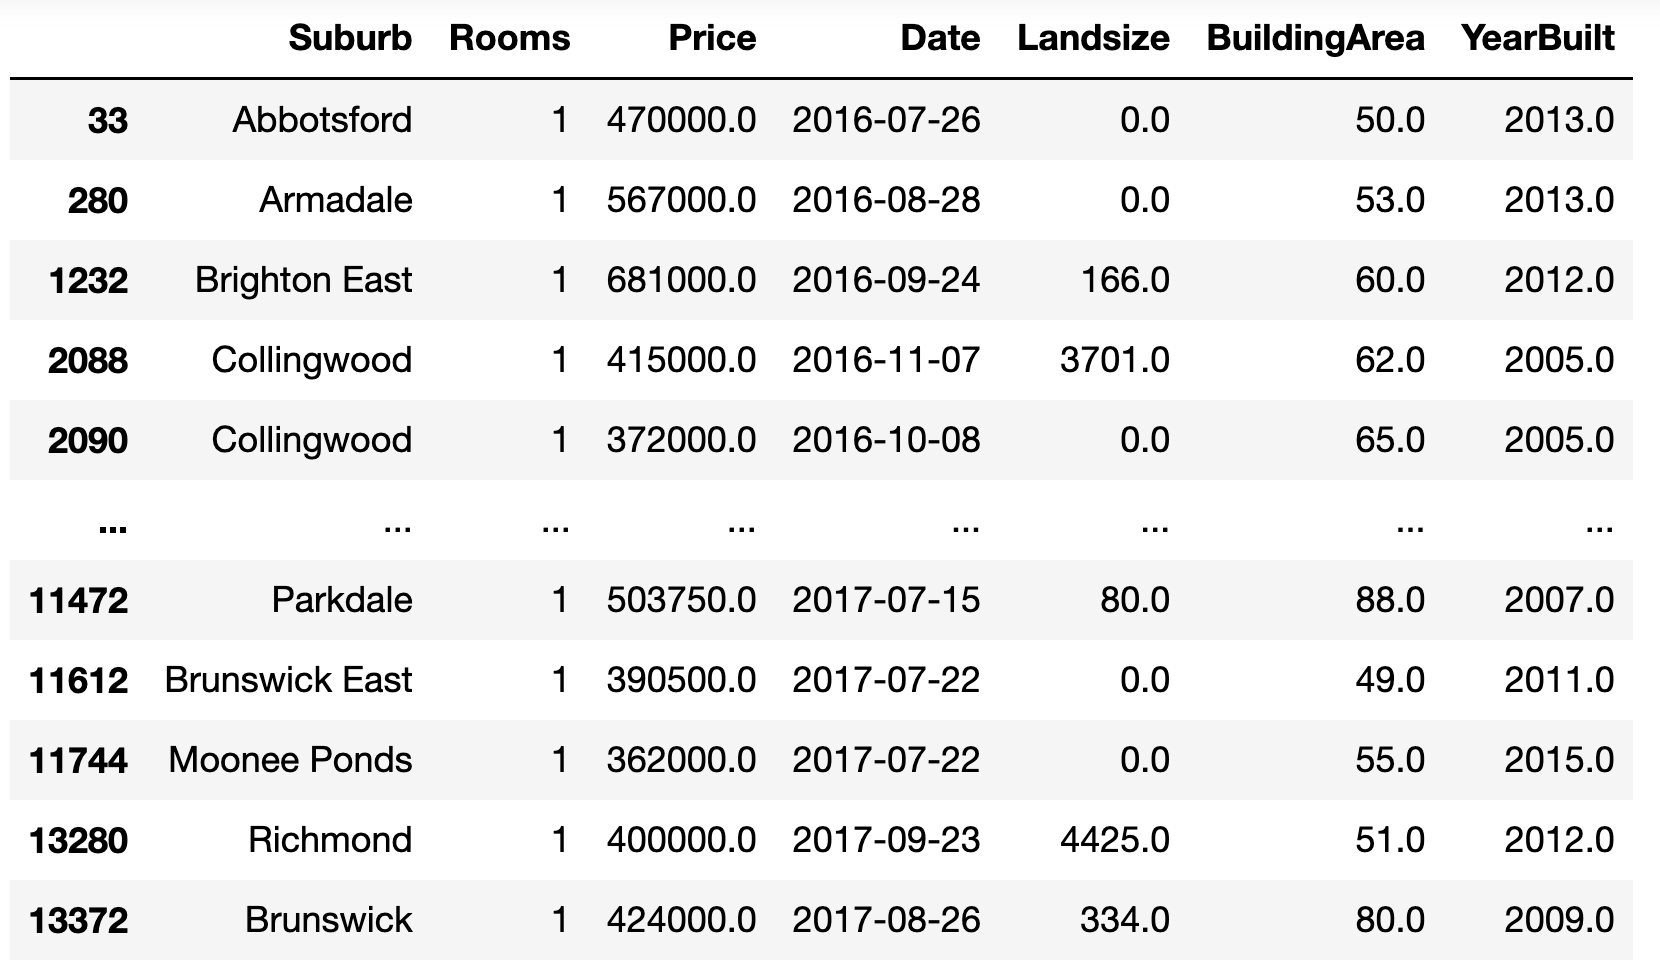 Suburb Rooms Price Date Landsize BuildingArea YearBuilt
33 Abbotsford 1 470000.0 2016-07-26 0.0 50.0 2013.0
280 Armadale 1 567000.0 2016-08-28 0.0 53.0 2013.0
1232 Brighton East 1 681000.0 2016-09-24 166.0 60.0 2012.0
2088 Collingwood 1 415000.0 2016-11-07 3701.0 62.0 2005.0
2090 Collingwood 1 372000.0 2016-10-08 0.0 65.0 2005.0
... ... ... ... ... ... ... ...
11472 Parkdale 1 503750.0 2017-07-15 80.0 88.0 2007.0
11612 Brunswick East 1 390500.0 2017-07-22 0.0 49.0 2011.0
11744 Moonee Ponds 1 362000.0 2017-07-22 0.0 55.0 2015.0
13280 Richmond 1 400000.0 2017-09-23 4425.0 51.0 2012.0
13372 Brunswick 1 424000.0 2017-08-26 334.0 80.0 2009.0